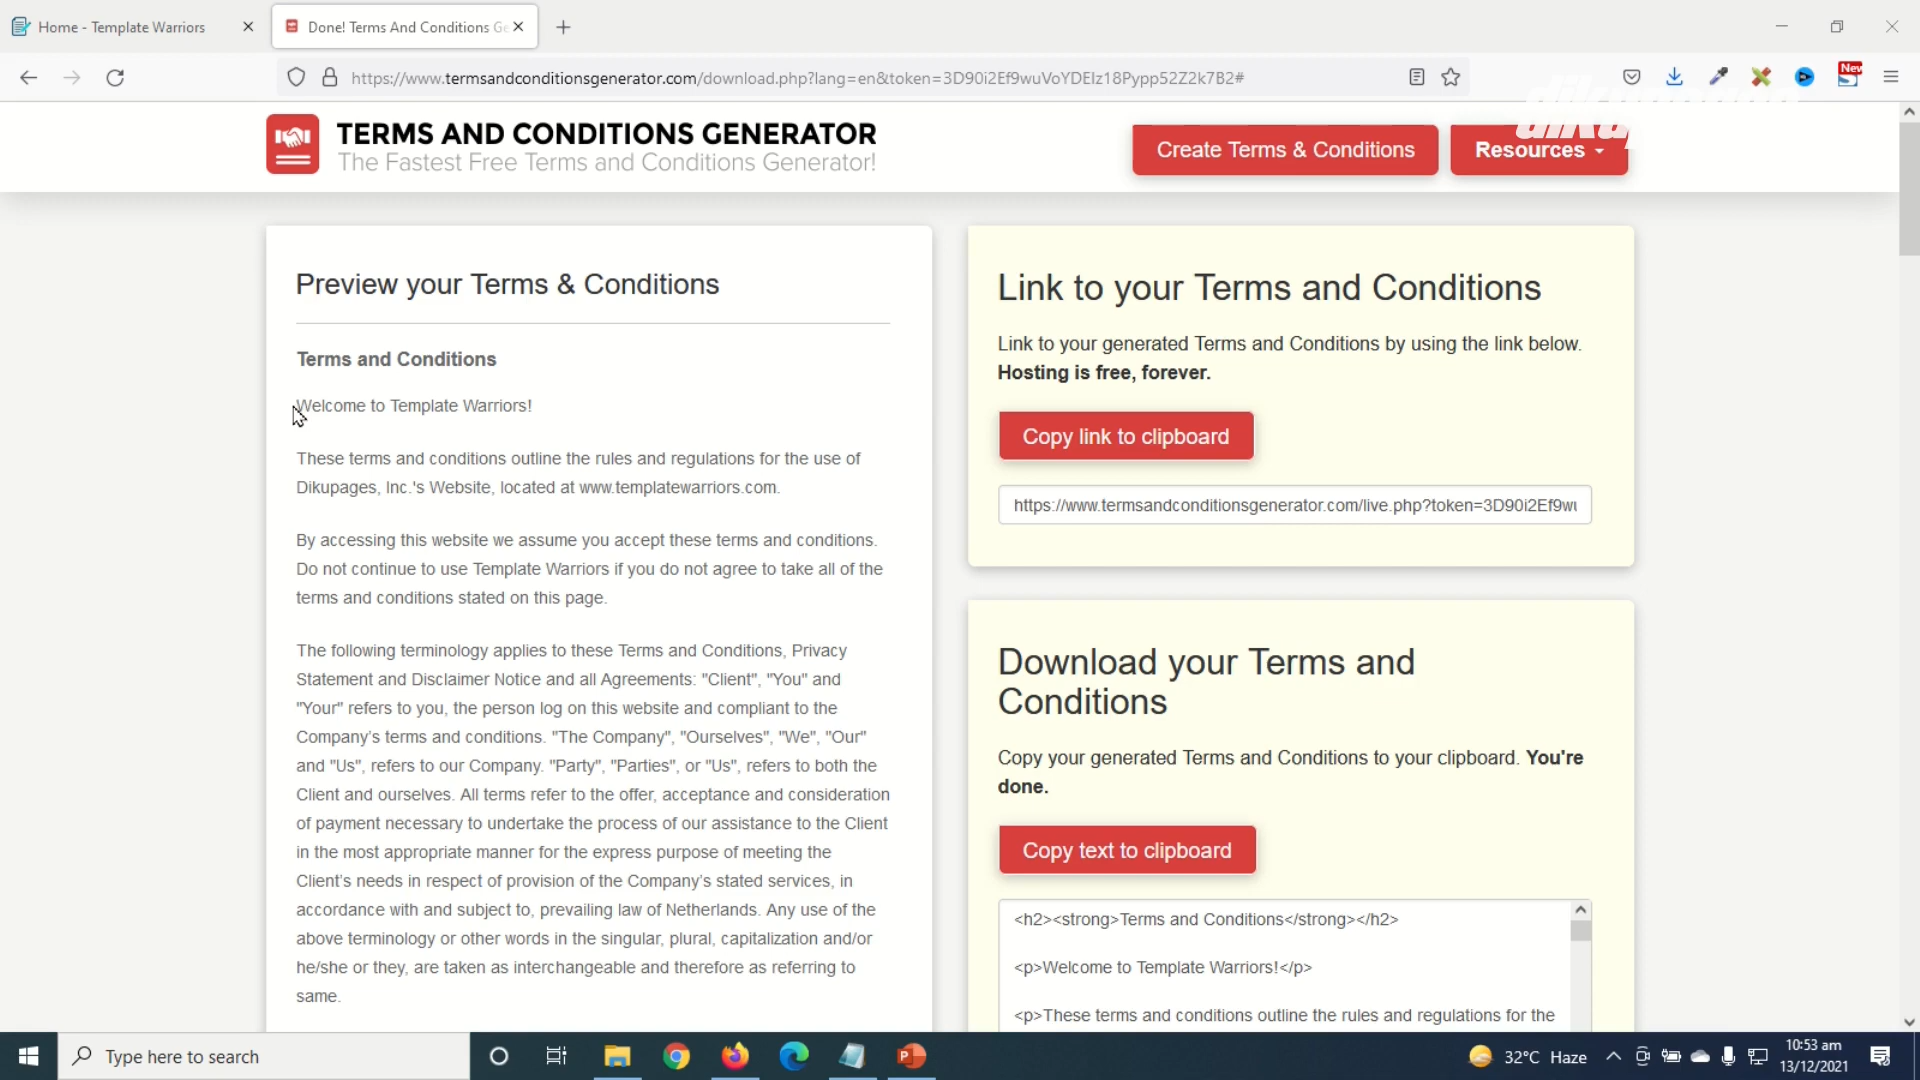 Home - Template Warriors
Done! Terms And Conditions Ge
https://www.termsandconditionsgenerator.com/download.php?lang=en&token=3D90i2Ef9wuVoYDEIz18Pypp52Z2k7B2#
New
TERMS AND CONDITIONS GENERATOR
The Fastest Free Terms and Conditions Generator!
Create Terms & Conditions
Resources
Preview your Terms & Conditions
Terms and Conditions
Welcome to Template Warriors!
These terms and conditions outline the rules and regulations for the use of
Dikupages, Inc.'s Website, located at www.templatewarriors.com.
By accessing this website we assume you accept these terms and conditions.
Do not continue to use Template Warriors if you do not agree to take all of the
terms and conditions stated on this page.
The following terminology applies to these Terms and Conditions, Privacy
Statement and Disclaimer Notice and all Agreements: "Client", "You" and
"Your" refers to you, the person log on this website and compliant to the
Company's terms and conditions. "The Company", "Ourselves", "We", "Our"
and "Us", refers to our Company. "Party", "Parties", or "Us", refers to both the
Client and ourselves. All terms refer to the offer, acceptance and consideration
of payment necessary to undertake the process of our assistance to the Client
in the most appropriate manner for the express purpose of meeting the
Client's needs in respect of provision of the Company's stated services, in
accordance with and subject to, prevailing law of Netherlands. Any use of the
above terminology or other words in the singular, plural, capitalization and/or
he/she or they, are taken as interchangeable and therefore as referring to
same.
Link to your Terms and Conditions
Link to your generated Terms and Conditions by using the link below.
Hosting is free, forever.
Copy link to clipboard
https://www.termsandconditionsgenerator.com/live.php?token=3D90i2Ef9wu
Download your Terms and
Conditions
Copy your generated Terms and Conditions to your clipboard. You're
done.
Copy text to clipboard
<h2><strong>Terms and Conditions</strong></h2>
<p>Welcome to Template Warriors!</p>
<p>These terms and conditions outline the rules and regulations for the
Type here to search
32°C Haze
10:53 am
13/12/2021